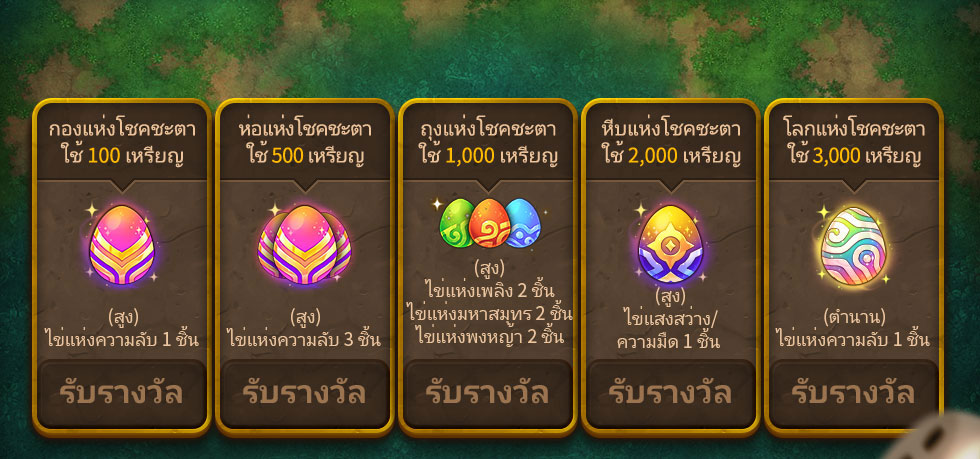 กองแห่งโชคชะตา
ใช้ 100 เหรียญ
(สูง)
ไข่แห่งความลับ 1 ชิ้น
รับรางวัล
ห่อแห่งโชคชะตา
ใช้ 500 เหรียญ
(สูง)
ไข่แห่งความลับ 3 ชิ้น
รับรางวัล
ถุงแห่งโชคชะตา
ใช้ 1,000 เหรียญ
(สูง)
ไข่แห่งเพลิง 2 ชิ้น
ไข่แห่งมหาสมุทร 2 ชิ้น
ไข่แห่งพงหญ้า 2 ชิ้น
รับรางวัล
หีบแห่งโชคชะตา
ใช้ 2,000 เหรียญ
(สูง)
ไข่แสงสว่าง/
ความมืด 1 ชิ้น
รับรางวัล
โลกแห่งโชคชะตา
ใช้ 3,000 เหรียญ
(ตำนาน)
ไข่แห่งความลับ 1 ชิ้น
รับรางวัล